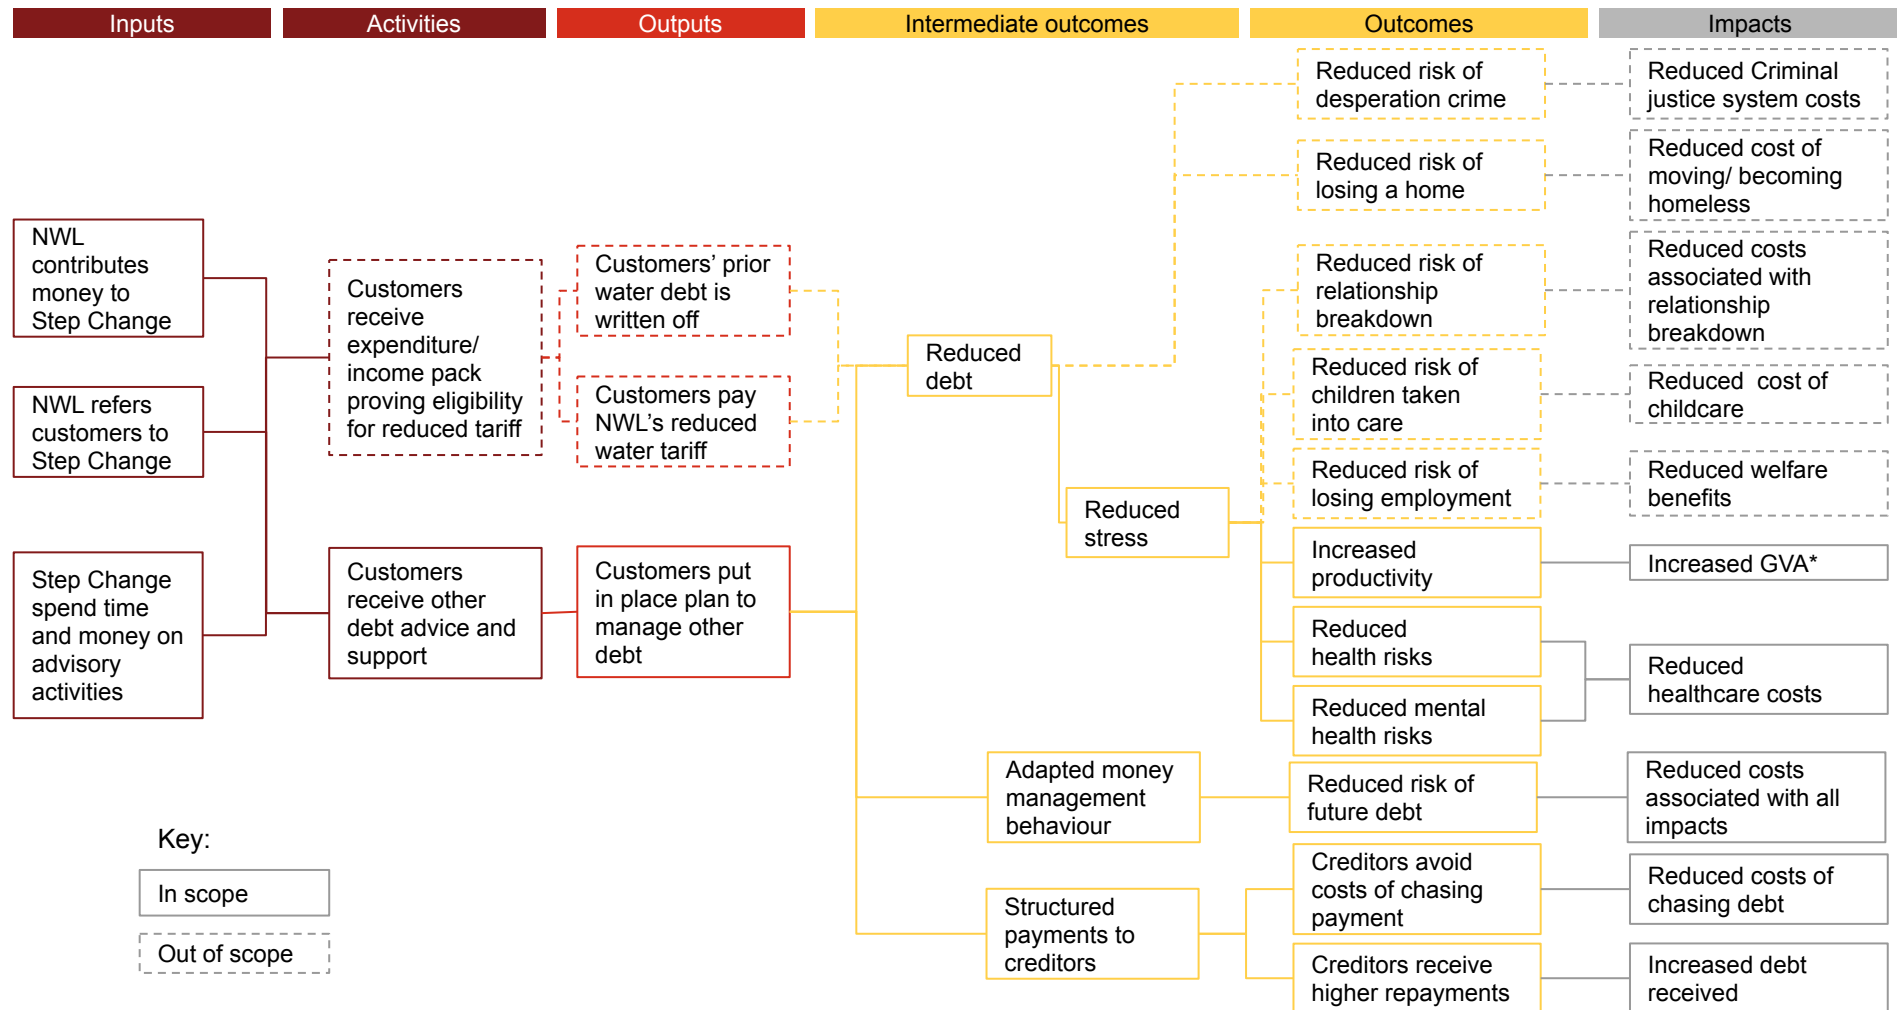 Inputs
Activities
Outputs
Intermediate outcomes
Outcomes
Impacts
NWL
contributes
money to
Step Change
NWL refers
customers to
Step Change
Step Change
spend time
and money on
advisory
activities
Customers
receive
expenditure/
income pack
proving eligibility
for reduced tariff
Customers
receive other
debt advice and
support
Customers' prior
water debt is
written off
Customers pay
NWL's reduced
water tariff
Customers put
in place plan to
manage other
debt
Reduced
debt
Reduced
stress
Adapted money
management
behaviour
Structured
payments to
creditors
Reduced risk of
desperation crime
Reduced risk of
losing a home
Reduced risk of
relationship
breakdown
Reduced risk of
children taken
into care
Reduced risk of
losing employment
Increased
productivity
Reduced
health risks
Reduced mental
health risks
Reduced risk of
future debt
Creditors avoid
costs of chasing
payment
Creditors receive
higher repayments
Reduced Criminal
justice system costs
Reduced cost of
moving/ becoming
homeless
Reduced costs
associated with
relationship
breakdown
Reduced  cost of
childcare
Reduced welfare
benefits
Increased GVA*
Reduced
healthcare costs
Reduced costs
associated with all
impacts
Reduced costs of
chasing debt
Increased debt
received
Key:
In scope
Out of scope